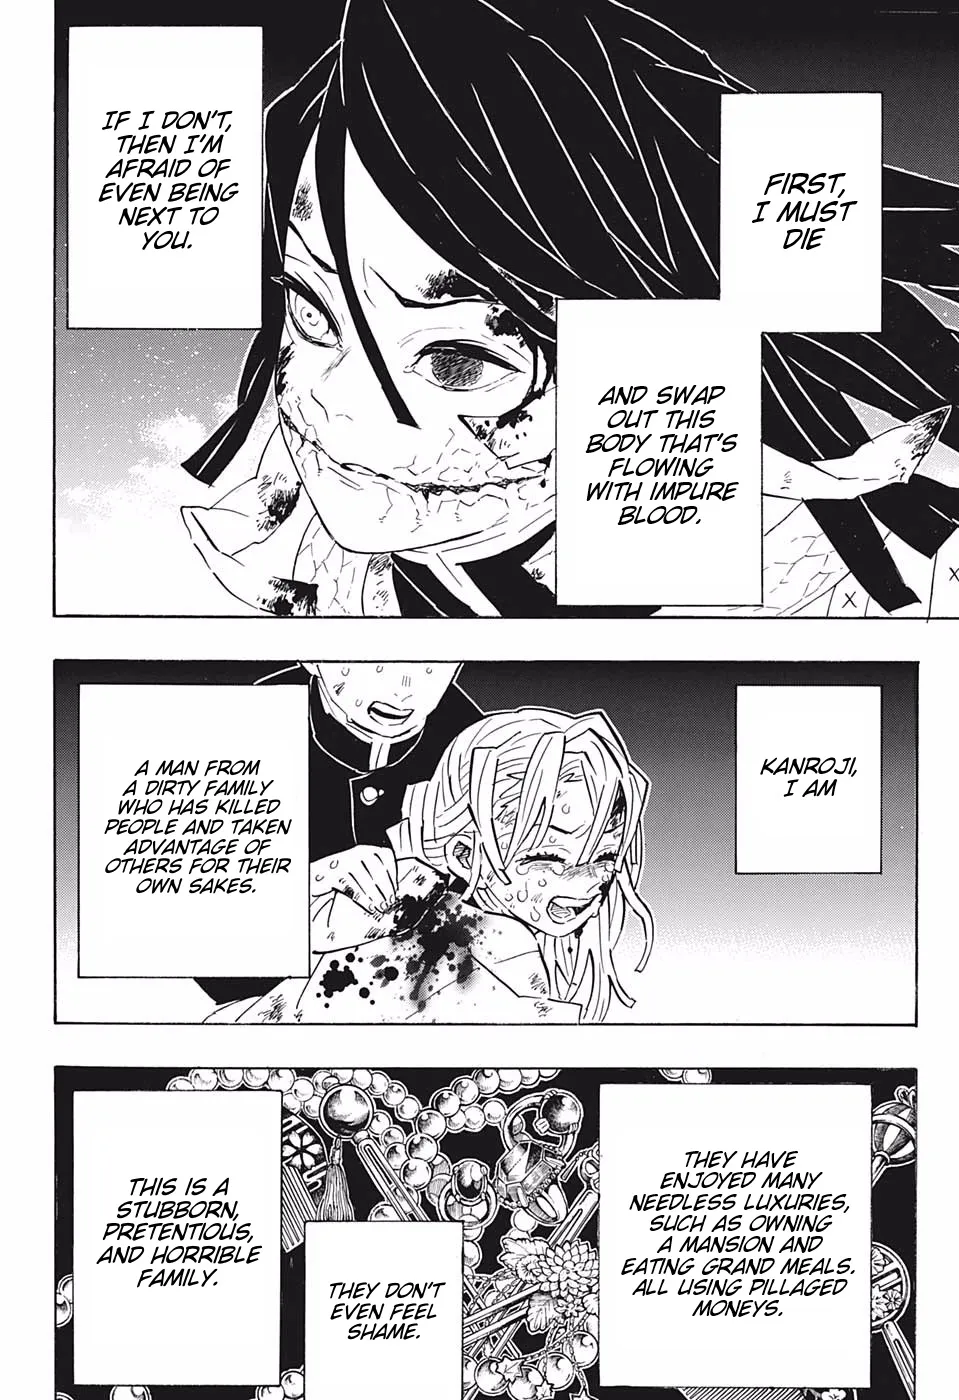 FIRST,
I MUST
DIE
AND SWAP
OUT THIS
BODY THAT'S
FLOWING
WITH IMPURE
BLOOD.
IF I DON'T,
THEN I'M
AFRAID OF
EVEN BEING
NEXT TO
YOU.
KANROJI,
I AM
A MAN FROM
A DIRTY FAMILY
WHO HAS KILLED
PEOPLE AND TAKEN
ADVANTAGE OF
OTHERS FOR THEIR
OWN SAKES.
THEY HAVE
ENJOYED MANY
NEEDLESS LUXURIES,
SUCH AS OWNING
A MANSION AND
EATING GRAND MEALS.
ALL USING PILLAGED
MONEYS.
THEY DON'T
EVEN FEEL
SHAME.
THIS IS A
STUBBORN,
PRETENTIOUS,
AND HORRIBLE
FAMILY.